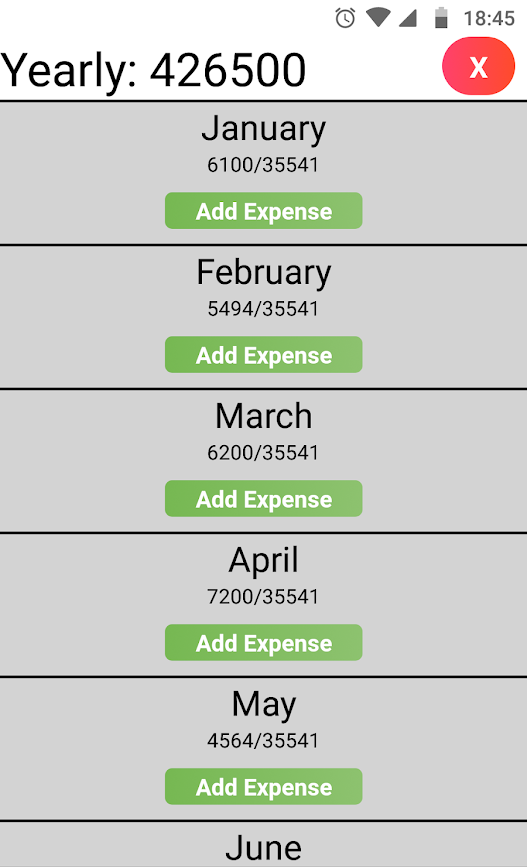 18:45
Yearly: 426500
X
January
6100/35541
Add Expense
February
5494/35541
Add Expense
March
6200/35541
Add Expense
April
7200/35541
Add Expense
May
4564/35541
Add Expense
June